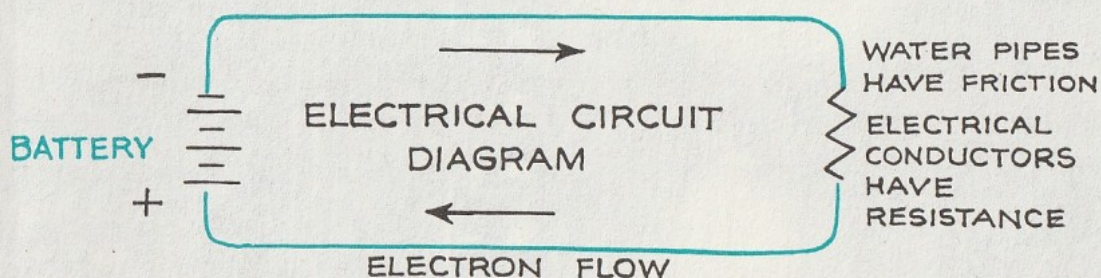 −
BATTERY
+
ELECTRICAL CIRCUIT
DIAGRAM
WATER PIPES
HAVE FRICTION
ELECTRICAL
CONDUCTORS
HAVE
RESISTANCE
ELECTRON FLOW